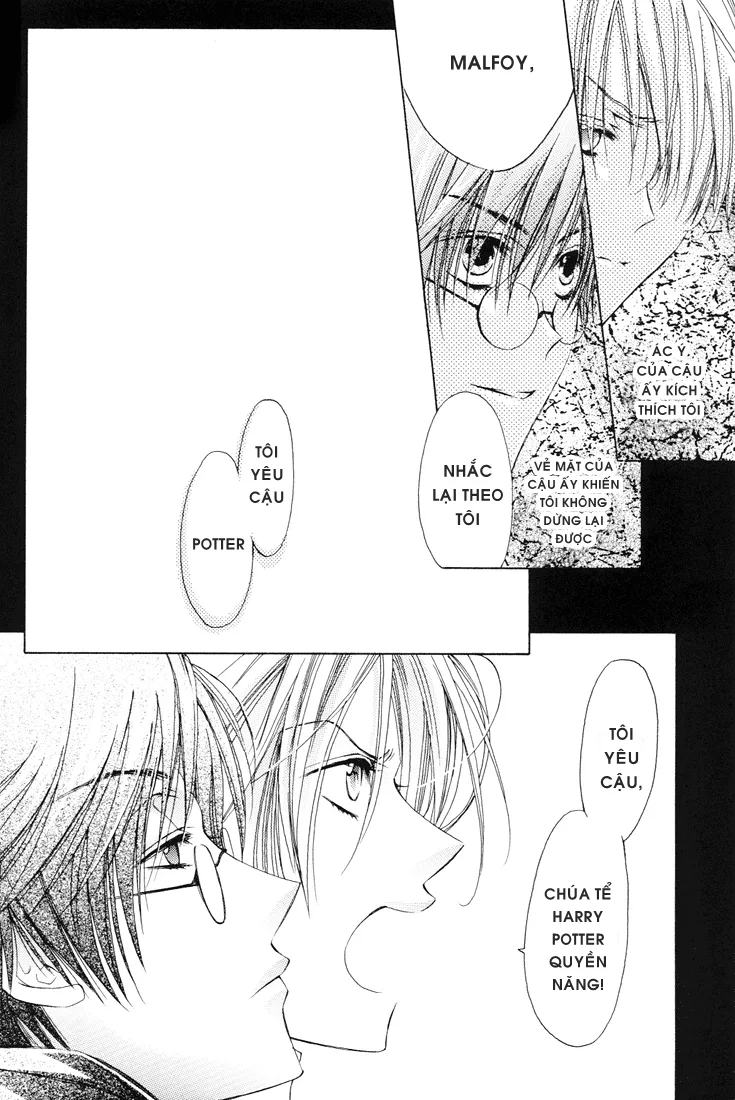 MALFOY,
ÁC Ý
CỦA CẬU
ẤY KÍCH
THÍCH TÔI
VẺ MẶT CỦA
CẬU ẤY KHIẾN
TÔI KHÔNG
DỪNG LẠI
ĐƯỢC
NHẮC
LẠI THEO
TÔI
TÔI
YÊU
CẬU
POTTER
TÔI
YÊU
CẬU,
CHÚA TỂ
HARRY
POTTER
QUYỀN
NĂNG!